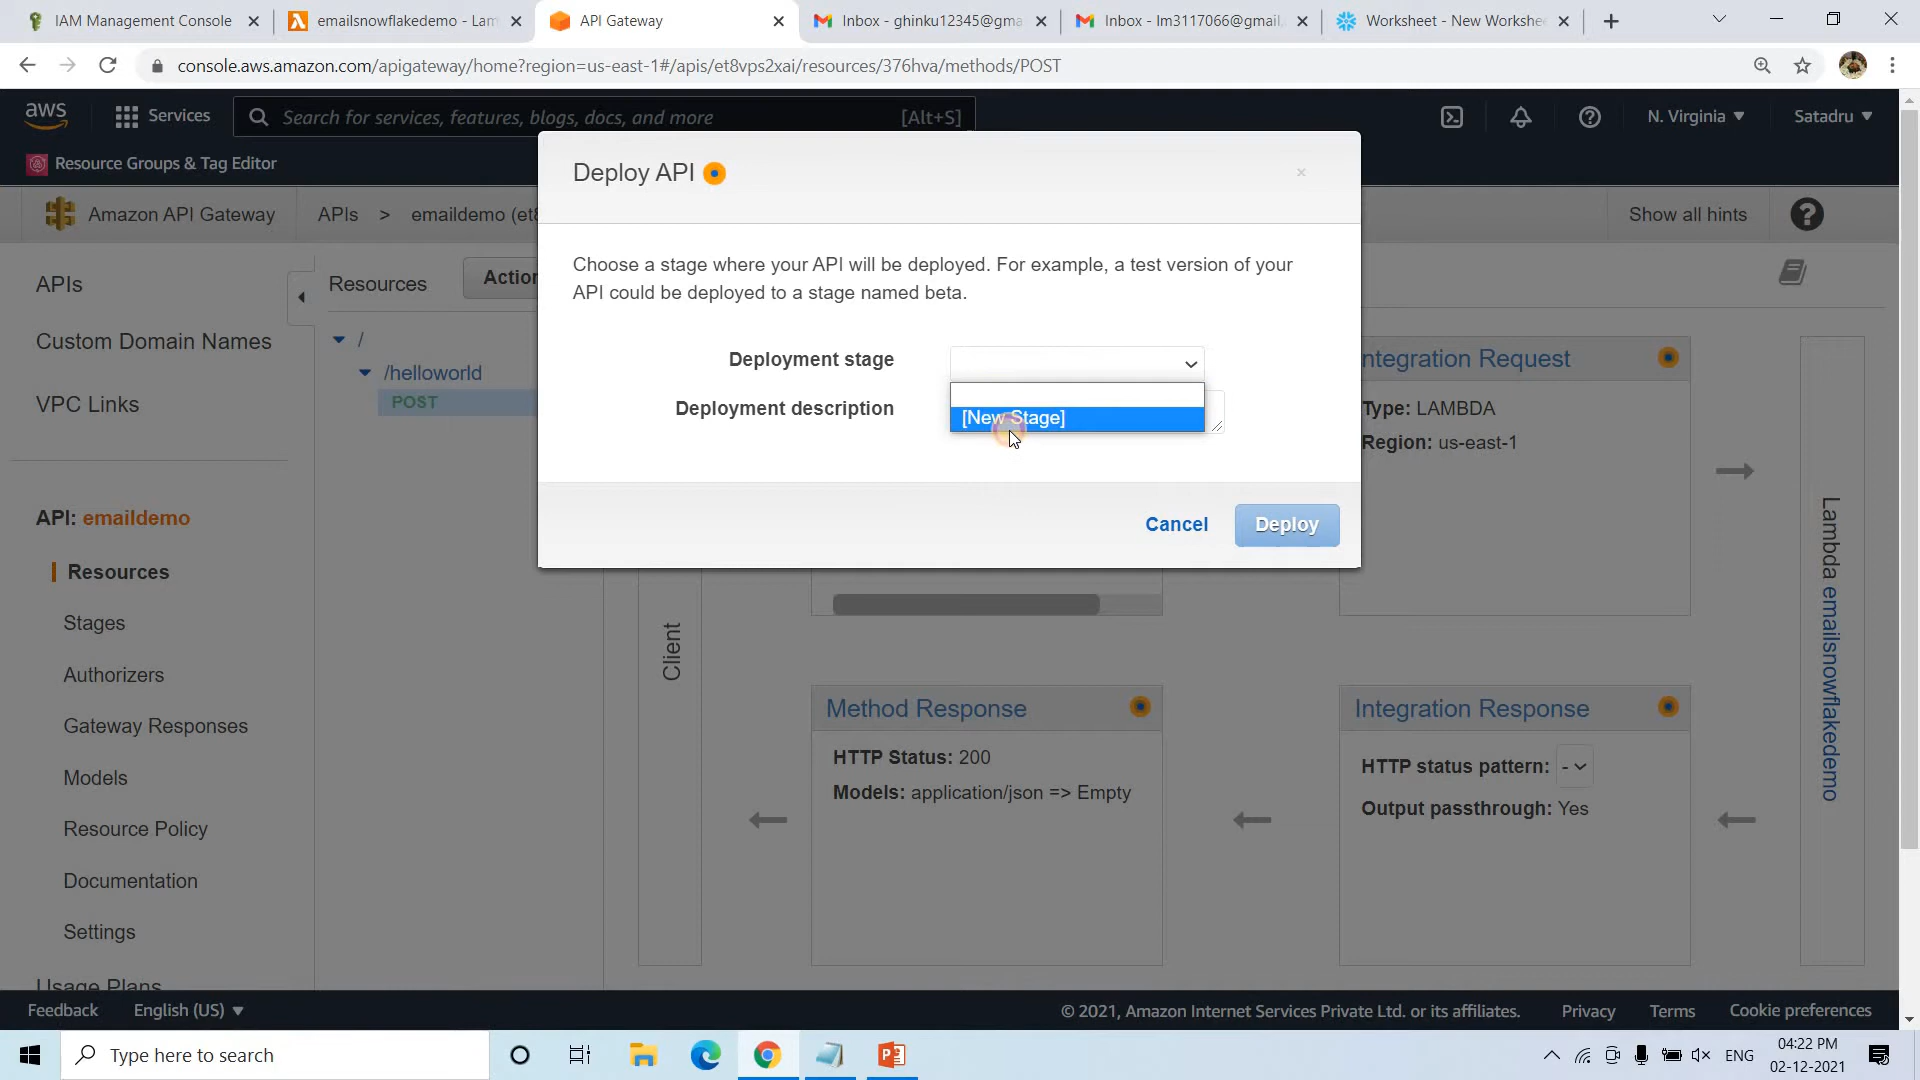 IAM Management Console
emailsnowflakedemo - Lam
API Gateway
Inbox - ghinku12345@gma
Inbox - lm3117066@gmail.
Worksheet - New Workshe
console.aws.amazon.com/apigateway/home?region=us-east-1#/apis/et8vps2xai/resources/376hva/methods/POST
aws
Services
Search for services, features, blogs, docs, and more
[Alt+S]
N. Virginia
Satadru
Resource Groups & Tag Editor
Deploy API
Amazon API Gateway
APIs > emaildemo (et8
Show all hints
Choose a stage where your API will be deployed. For example, a test version of your
API could be deployed to a stage named beta.
APIs
Resources
Action
Custom Domain Names
/
Deployment stage
Integration Request
/helloworld
VPC Links
POST
Deployment description
[New Stage]
Type: LAMBDA
Region: us-east-1
API: emaildemo
Cancel
Deploy
Resources
Stages
Authorizers
Gateway Responses
Models
Resource Policy
Documentation
Settings
Usage Plans
Client
Lambda emailsnowflakedemo
Method Response
HTTP Status: 200
Models: application/json => Empty
Integration Response
HTTP status pattern: -
Output passthrough: Yes
Feedback
English (US)
© 2021, Amazon Internet Services Private Ltd. or its affiliates.
Privacy
Terms
Cookie preferences
Type here to search
ENG
04:22 PM
02-12-2021